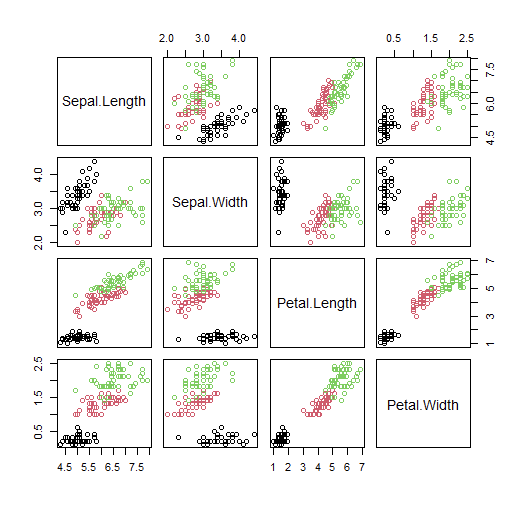 2.0 3.0 4.0 0.5 1.5 2.5
Sepal.Length
4.5 6.0 7.5
2.0 3.0 4.0
Sepal.Width
Petal.Length
1 3 5 7
0.5 1.5 2.5
Petal.Width
4.5 5.5 6.5 7.5 1 2 3 4 5 6 7